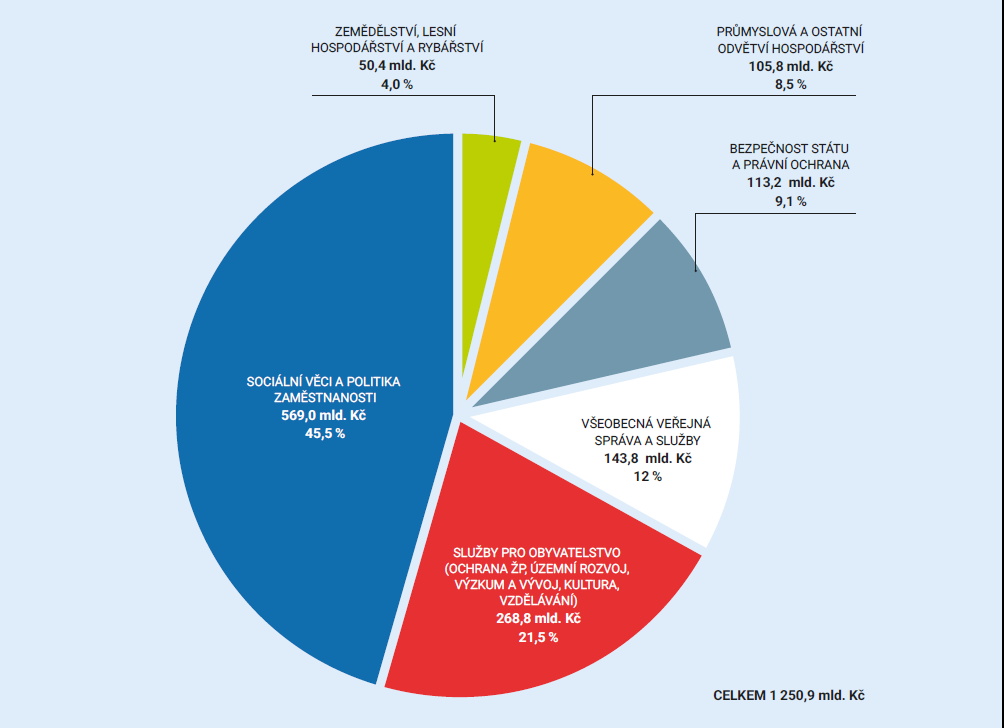 ZEMĚDĚLSTVÍ, LESNÍ
HOSPODÁŘSTVÍ A RYBÁŘSTVÍ
50,4 mld. Kč
4,0 %
PRŮMYSLOVÁ A OSTATNÍ
ODVĚTVÍ HOSPODÁŘSTVÍ
105,8 mld. Kč
8,5 %
BEZPEČNOST STÁTU
A PRÁVNÍ OCHRANA
113,2 mld. Kč
9,1 %
SOCIÁLNÍ VĚCI A POLITIKA
ZAMĚSTNANOSTI
569,0 mld. Kč
45,5 %
VŠEOBECNÁ VEŘEJNÁ
SPRÁVA A SLUŽBY
143,8 mld. Kč
12 %
SLUŽBY PRO OBYVATELSTVO
(OCHRANA ŽP, ÚZEMNÍ ROZVOJ,
VÝZKUM A VÝVOJ, KULTURA,
VZDĚLÁVÁNÍ)
268,8 mld. Kč
21,5 %
CELKEM 1 250,9 mld. Kč